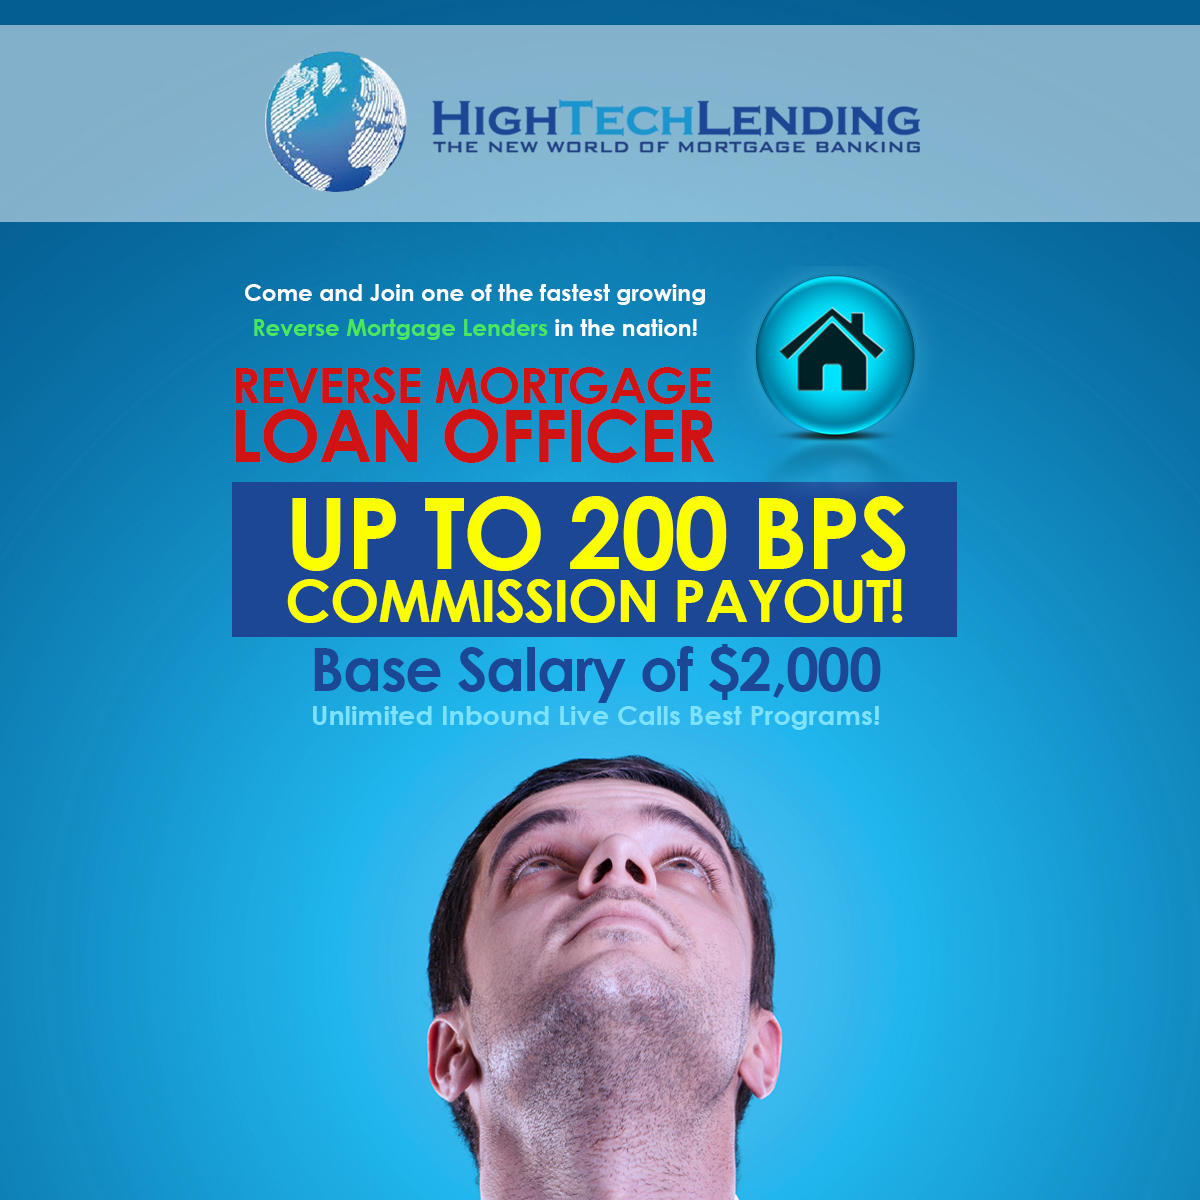 HighTechLending
THE NEW WORLD OF MORTGAGE BANKING
Come and Join one of the fastest growing
Reverse Mortgage Lenders in the nation!
REVERSE MORTGAGE
LOAN OFFICER
UP TO 200 BPS
COMMISSION PAYOUT!
Base Salary of $2,000
Unlimited Inbound Live Calls Best Programs!